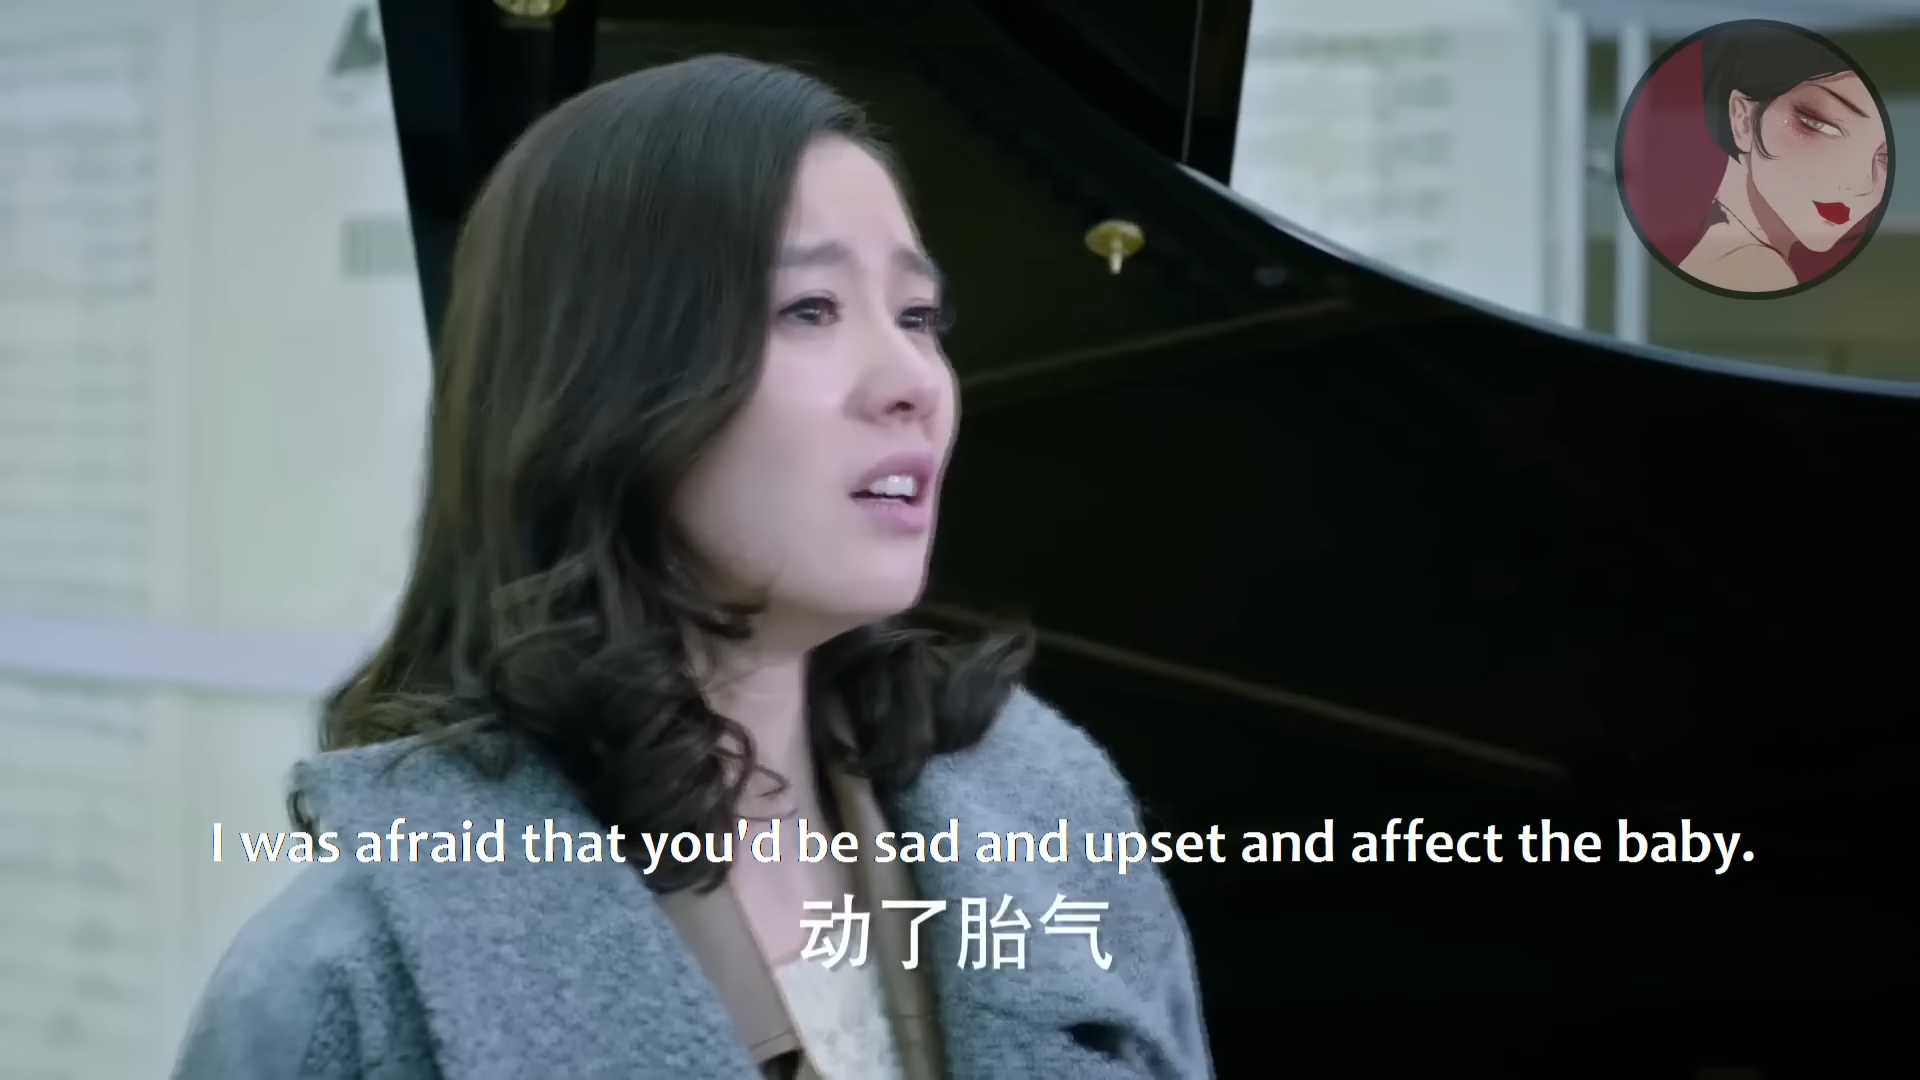 I was afraid that you'd be sad and upset and affect the baby.
动了胎气